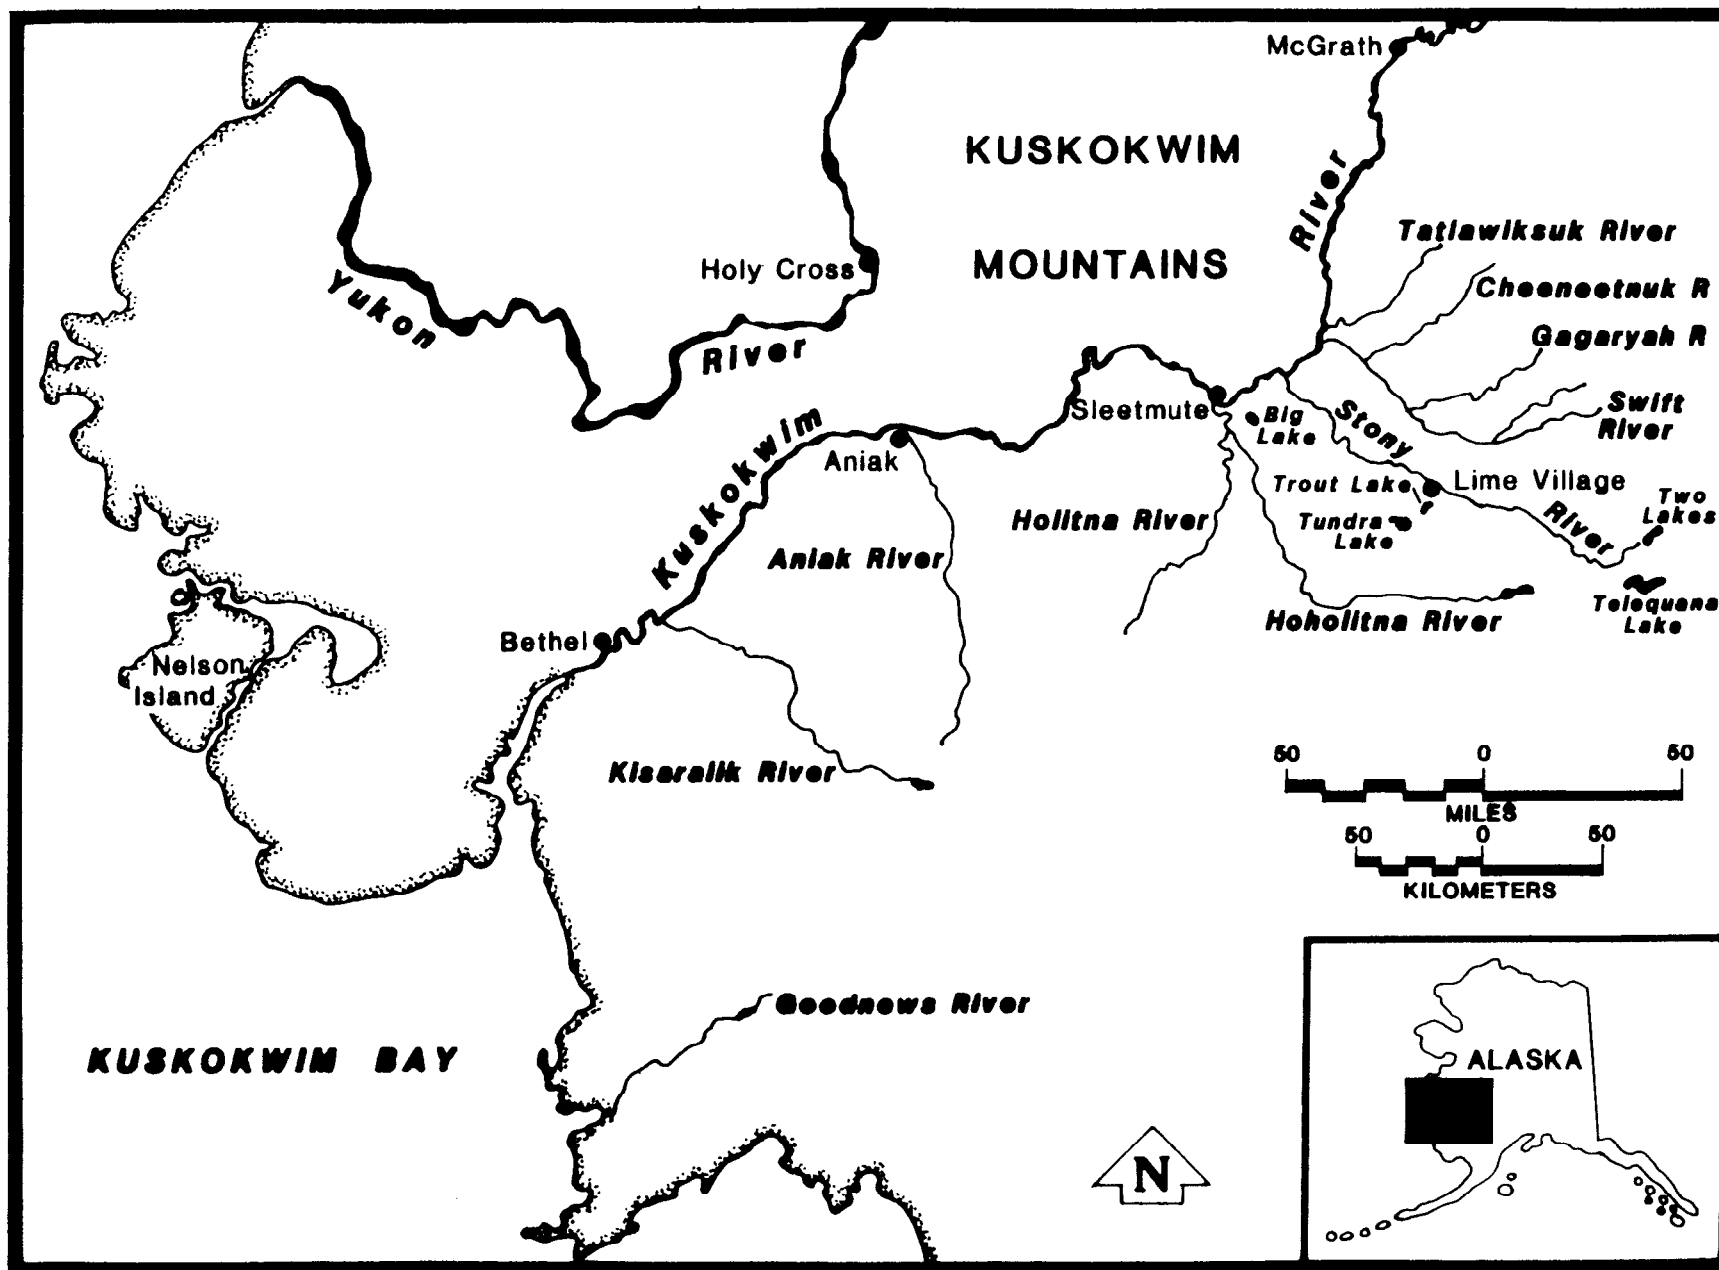 McGrath
KUSKOKWIM
River
Tatlawiksuk River
Holy Cross
MOUNTAINS
Cheeneetnuk R
Yukon
River
Gagaryah R
Kuskokwim
Sleetmute
Big
Lake
Stony
Swift
River
Aniak
Trout Lake
Lime Village
Holitna River
Tundra
Lake
River
Two
Lakes
Aniak River
Bethel
Hoholitna River
Telequana
Lake
Nelson
Island
Kisaralik River
50 0 50
MILES
50 0 50
KILOMETERS
Goodnews River
KUSKOKWIM BAY
ALASKA
N